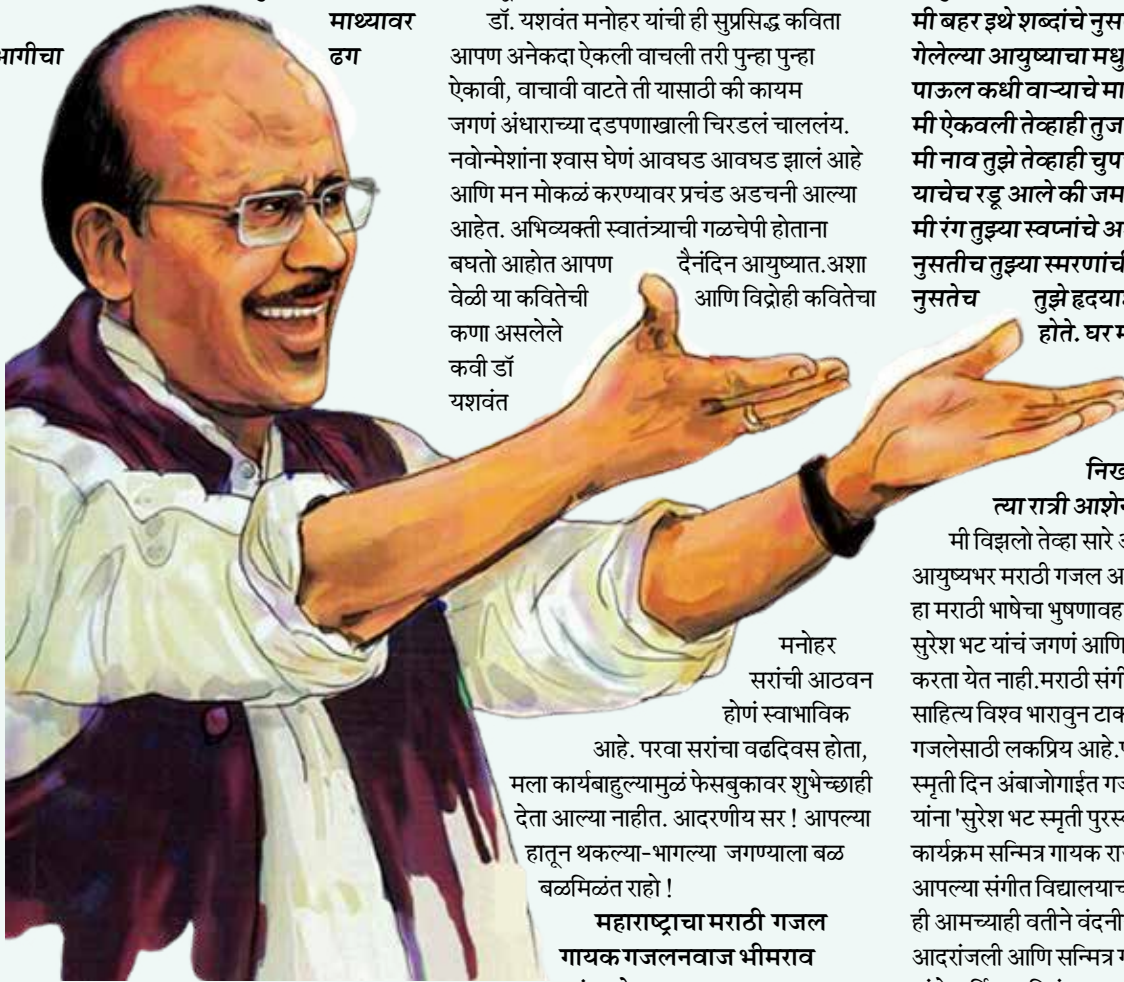 भागीचा
माथ्यावर
ढग
डॉ. यशवंत मनोहर यांची ही सुप्रसिद्ध कविता
आपण अनेकदा ऐकली वाचली तरी पुन्हा पुन्हा
ऐकावी, वाचावी वाटते ती यासाठी की कायम
जगणं अंधाराच्या दडपणाखाली चिरडलं चाललंय.
नवोन्मेशांना श्वास घेणं आवघड आवघड झालं आहे
आणि मन मोकळं करण्यावर प्रचंड अडचनी आल्या
आहेत. अभिव्यक्ती स्वातंत्र्याची गळचेपी होताना
बघतो आहोत आपण दैनंदिन आयुष्यात.अशा
वेळी या कवितेची आणि विद्रोही कवितेचा
कणा असलेले
कवी डॉ
यशवंत
मनोहर
सरांची आठवन
होणं स्वाभाविक
आहे. परवा सरांचा वढदिवस होता,
मला कार्यबाहुल्यामुळं फेसबुकावर शुभेच्छाही
देता आल्या नाहीत. आदरणीय सर ! आपल्या
हातून थकल्या-भागल्या जगण्याला बळ
बळमिळंत राहो !
महाराष्ट्राचा मराठी गजल
गायक गजलनवाज भीमराव
मी बहर इथे शब्दांचे नुस
गेलेल्या आयुष्याचा मधु
पाऊल कधी वाऱ्याचे मा
मी ऐकवली तेव्हाही तुज
मी नाव तुझे तेव्हाही चुप
याचेच रडू आले की जम
मी रंग तुझ्या स्वप्नांचे अ
नुसतीच तुझ्या स्मरणांची
नुसतेच तुझे हृदया
होते. घर म
निख
त्या रात्री आशेन
मी विझलो तेव्हा सारे अ
आयुष्यभर मराठी गजल अ
हा मराठी भाषेचा भुषणावह
सुरेश भट यांचं जगणं आणि
करता येत नाही.मराठी संगी
साहित्य विश्व भारावुन टाक
गजलेसाठी लकप्रिय आहे.प
स्मृती दिन अंबाजोगाईत गज
यांना 'सुरेश भट स्मृती पुरस्
कार्यक्रम सन्मित्र गायक रा
आपल्या संगीत विद्यालयाच
ही आमच्याही वतीने वंदनी
आदरांजली आणि सन्मित्र ग